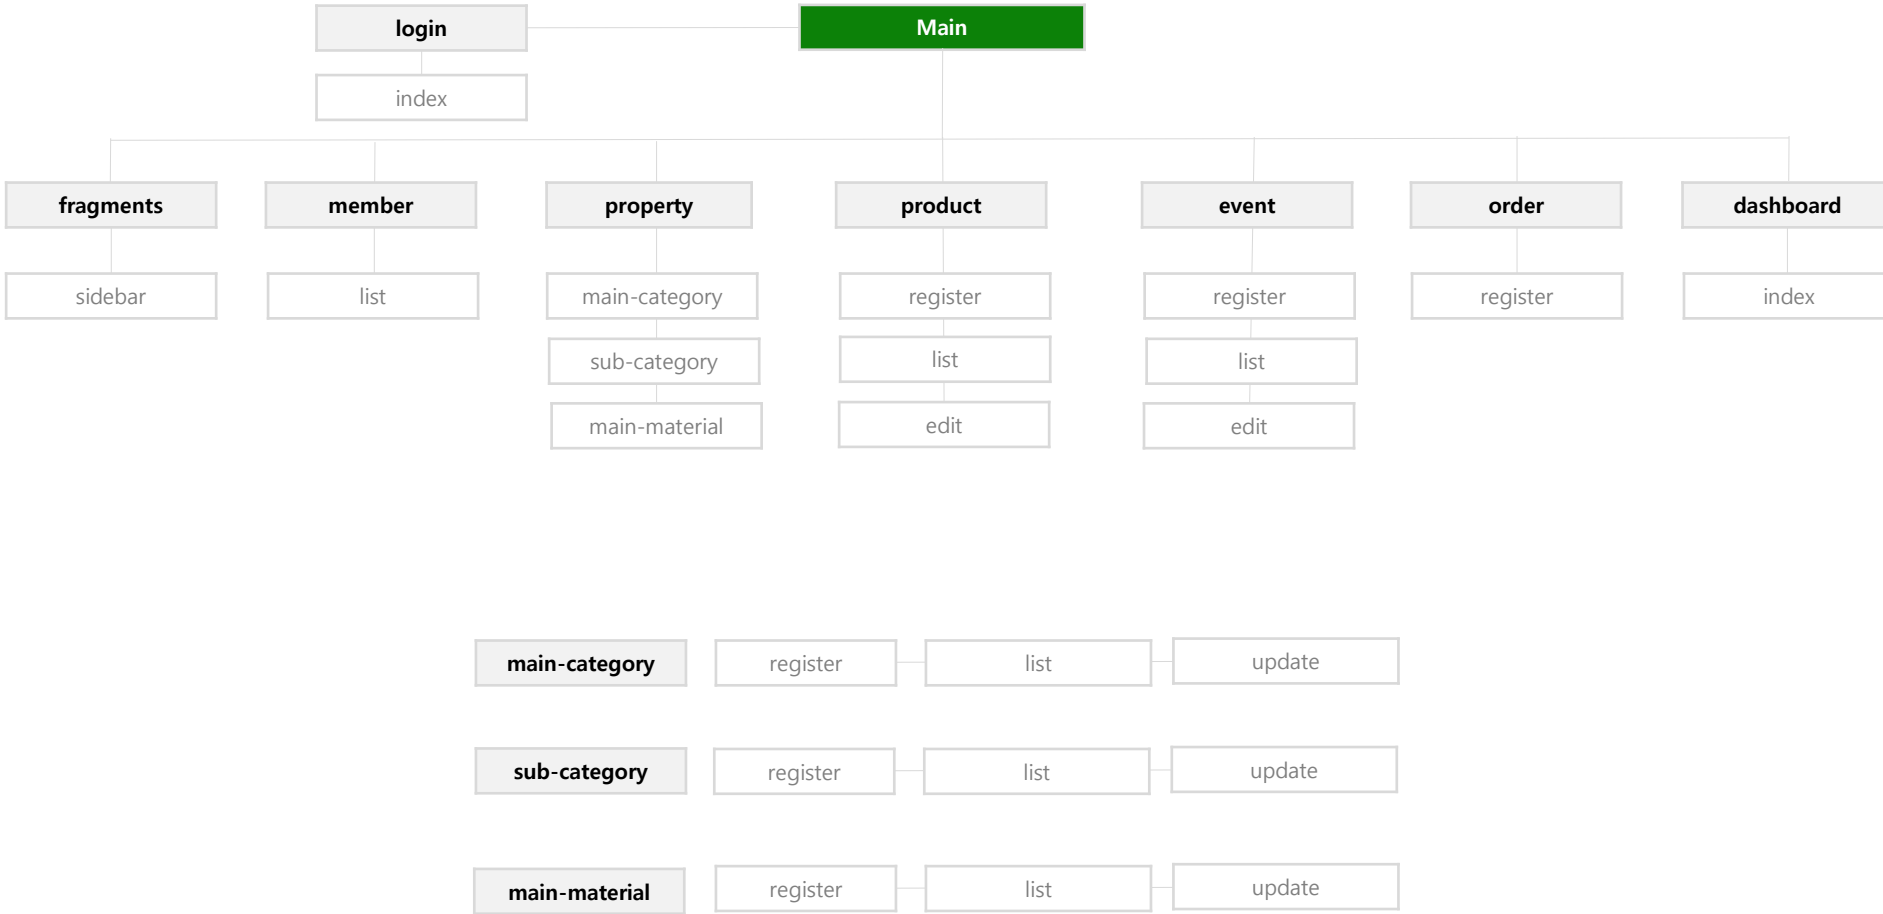 login
Main
index
fragments
member
property
product
event
order
dashboard
sidebar
list
main-category
register
register
register
index
sub-category
list
list
main-material
edit
edit
main-category
register
list
update
sub-category
register
list
update
main-material
register
list
update